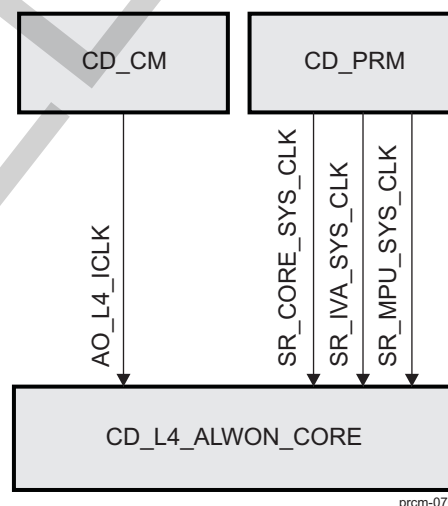 CD_CM
CD_PRM
AO_L4_ICLK
SR_CORE_SYS_CLK
SR_IVA_SYS_CLK
SR_MPU_SYS_CLK
CD_L4_ALWON_CORE
prcm-07